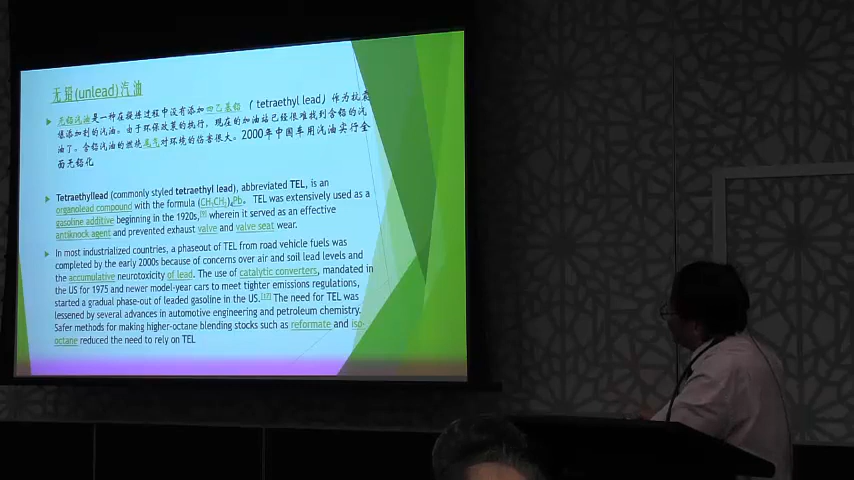 无铅(unlead)汽油
无铅汽油是一种在提炼过程中没有添加四乙基铅 （ tetraethyl lead）作为抗震
爆添加剂的汽油。由于环保政策的执行，现在的加油站已经很难找到含铅的汽
油了。含铅汽油的燃烧尾气对环境的伤害很大。2000年中国车用汽油实行全
面无铅化
Tetraethyllead (commonly styled tetraethyl lead), abbreviated TEL, is an
organolead compound with the formula (CH3CH2)4Pb。 TEL was extensively used as a
gasoline additive beginning in the 1920s, wherein it served as an effective
antiknock agent and prevented exhaust valve and valve seat wear.
In most industrialized countries, a phaseout of TEL from road vehicle fuels was
completed by the early 2000s because of concerns over air and soil lead levels and
the accumulative neurotoxicity of lead. The use of catalytic converters, mandated in
the US for 1975 and newer model-year cars to meet tighter emissions regulations,
started a gradual phase-out of leaded gasoline in the US.[17] The need for TEL was
lessened by several advances in automotive engineering and petroleum chemistry.
Safer methods for making higher-octane blending stocks such as reformate and iso-
octane reduced the need to rely on TEL